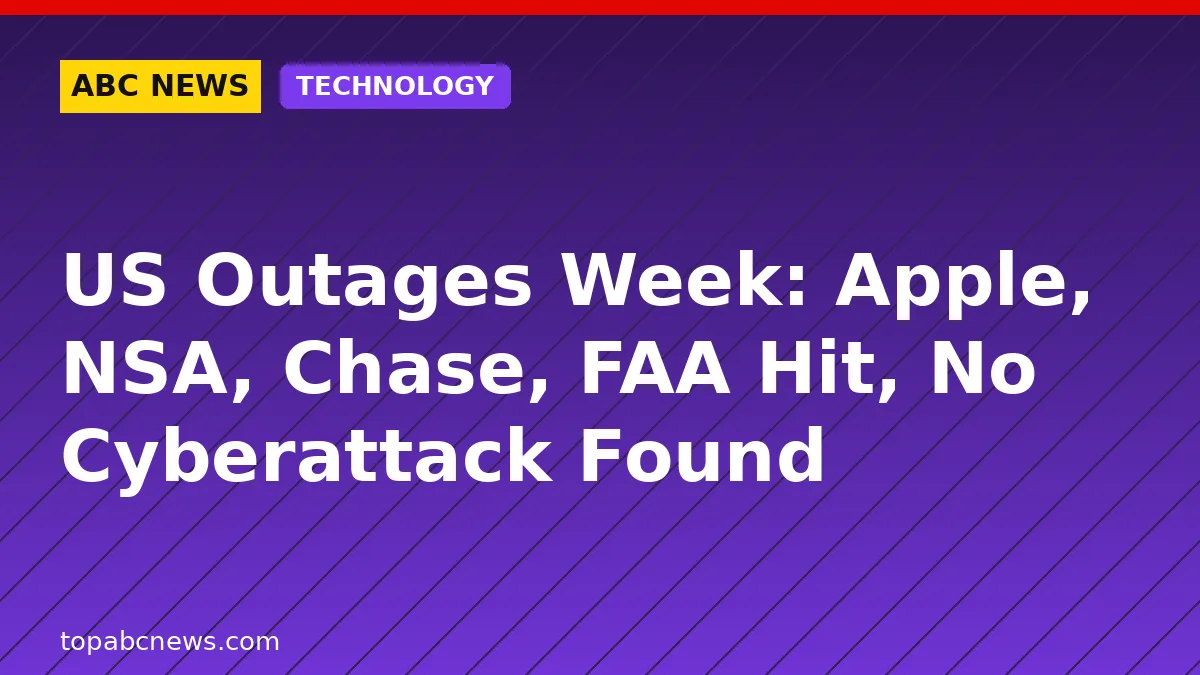 ABC NEWS
TECHNOLOGY
US Outages Week: Apple,
NSA, Chase, FAA Hit, No
Cyberattack Found
topabcnews.com